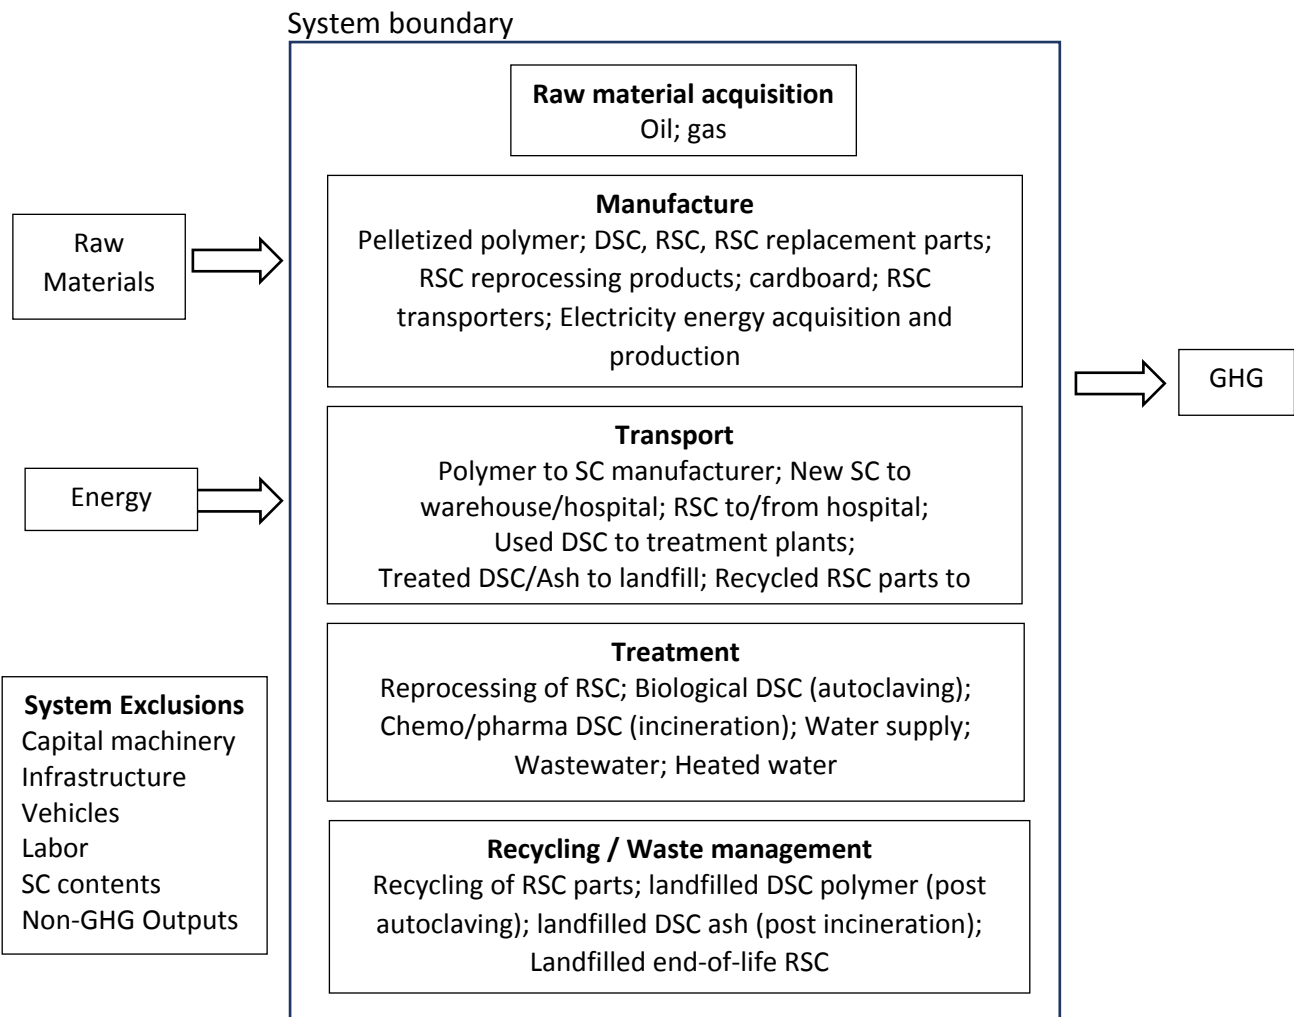 System boundary
Raw material acquisition
Oil; gas
Manufacture
Pelletized polymer; DSC, RSC, RSC replacement parts;
RSC reprocessing products; cardboard; RSC
transporters; Electricity energy acquisition and
production
Raw
Materials
GHG
Transport
Polymer to SC manufacturer; New SC to
warehouse/hospital; RSC to/from hospital;
Used DSC to treatment plants;
Treated DSC/Ash to landfill; Recycled RSC parts to
Energy
Treatment
Reprocessing of RSC; Biological DSC (autoclaving);
Chemo/pharma DSC (incineration); Water supply;
Wastewater; Heated water
System Exclusions
Capital machinery
Infrastructure
Vehicles
Labor
SC contents
Non-GHG Outputs
Recycling / Waste management
Recycling of RSC parts; landfilled DSC polymer (post
autoclaving); landfilled DSC ash (post incineration);
Landfilled end-of-life RSC